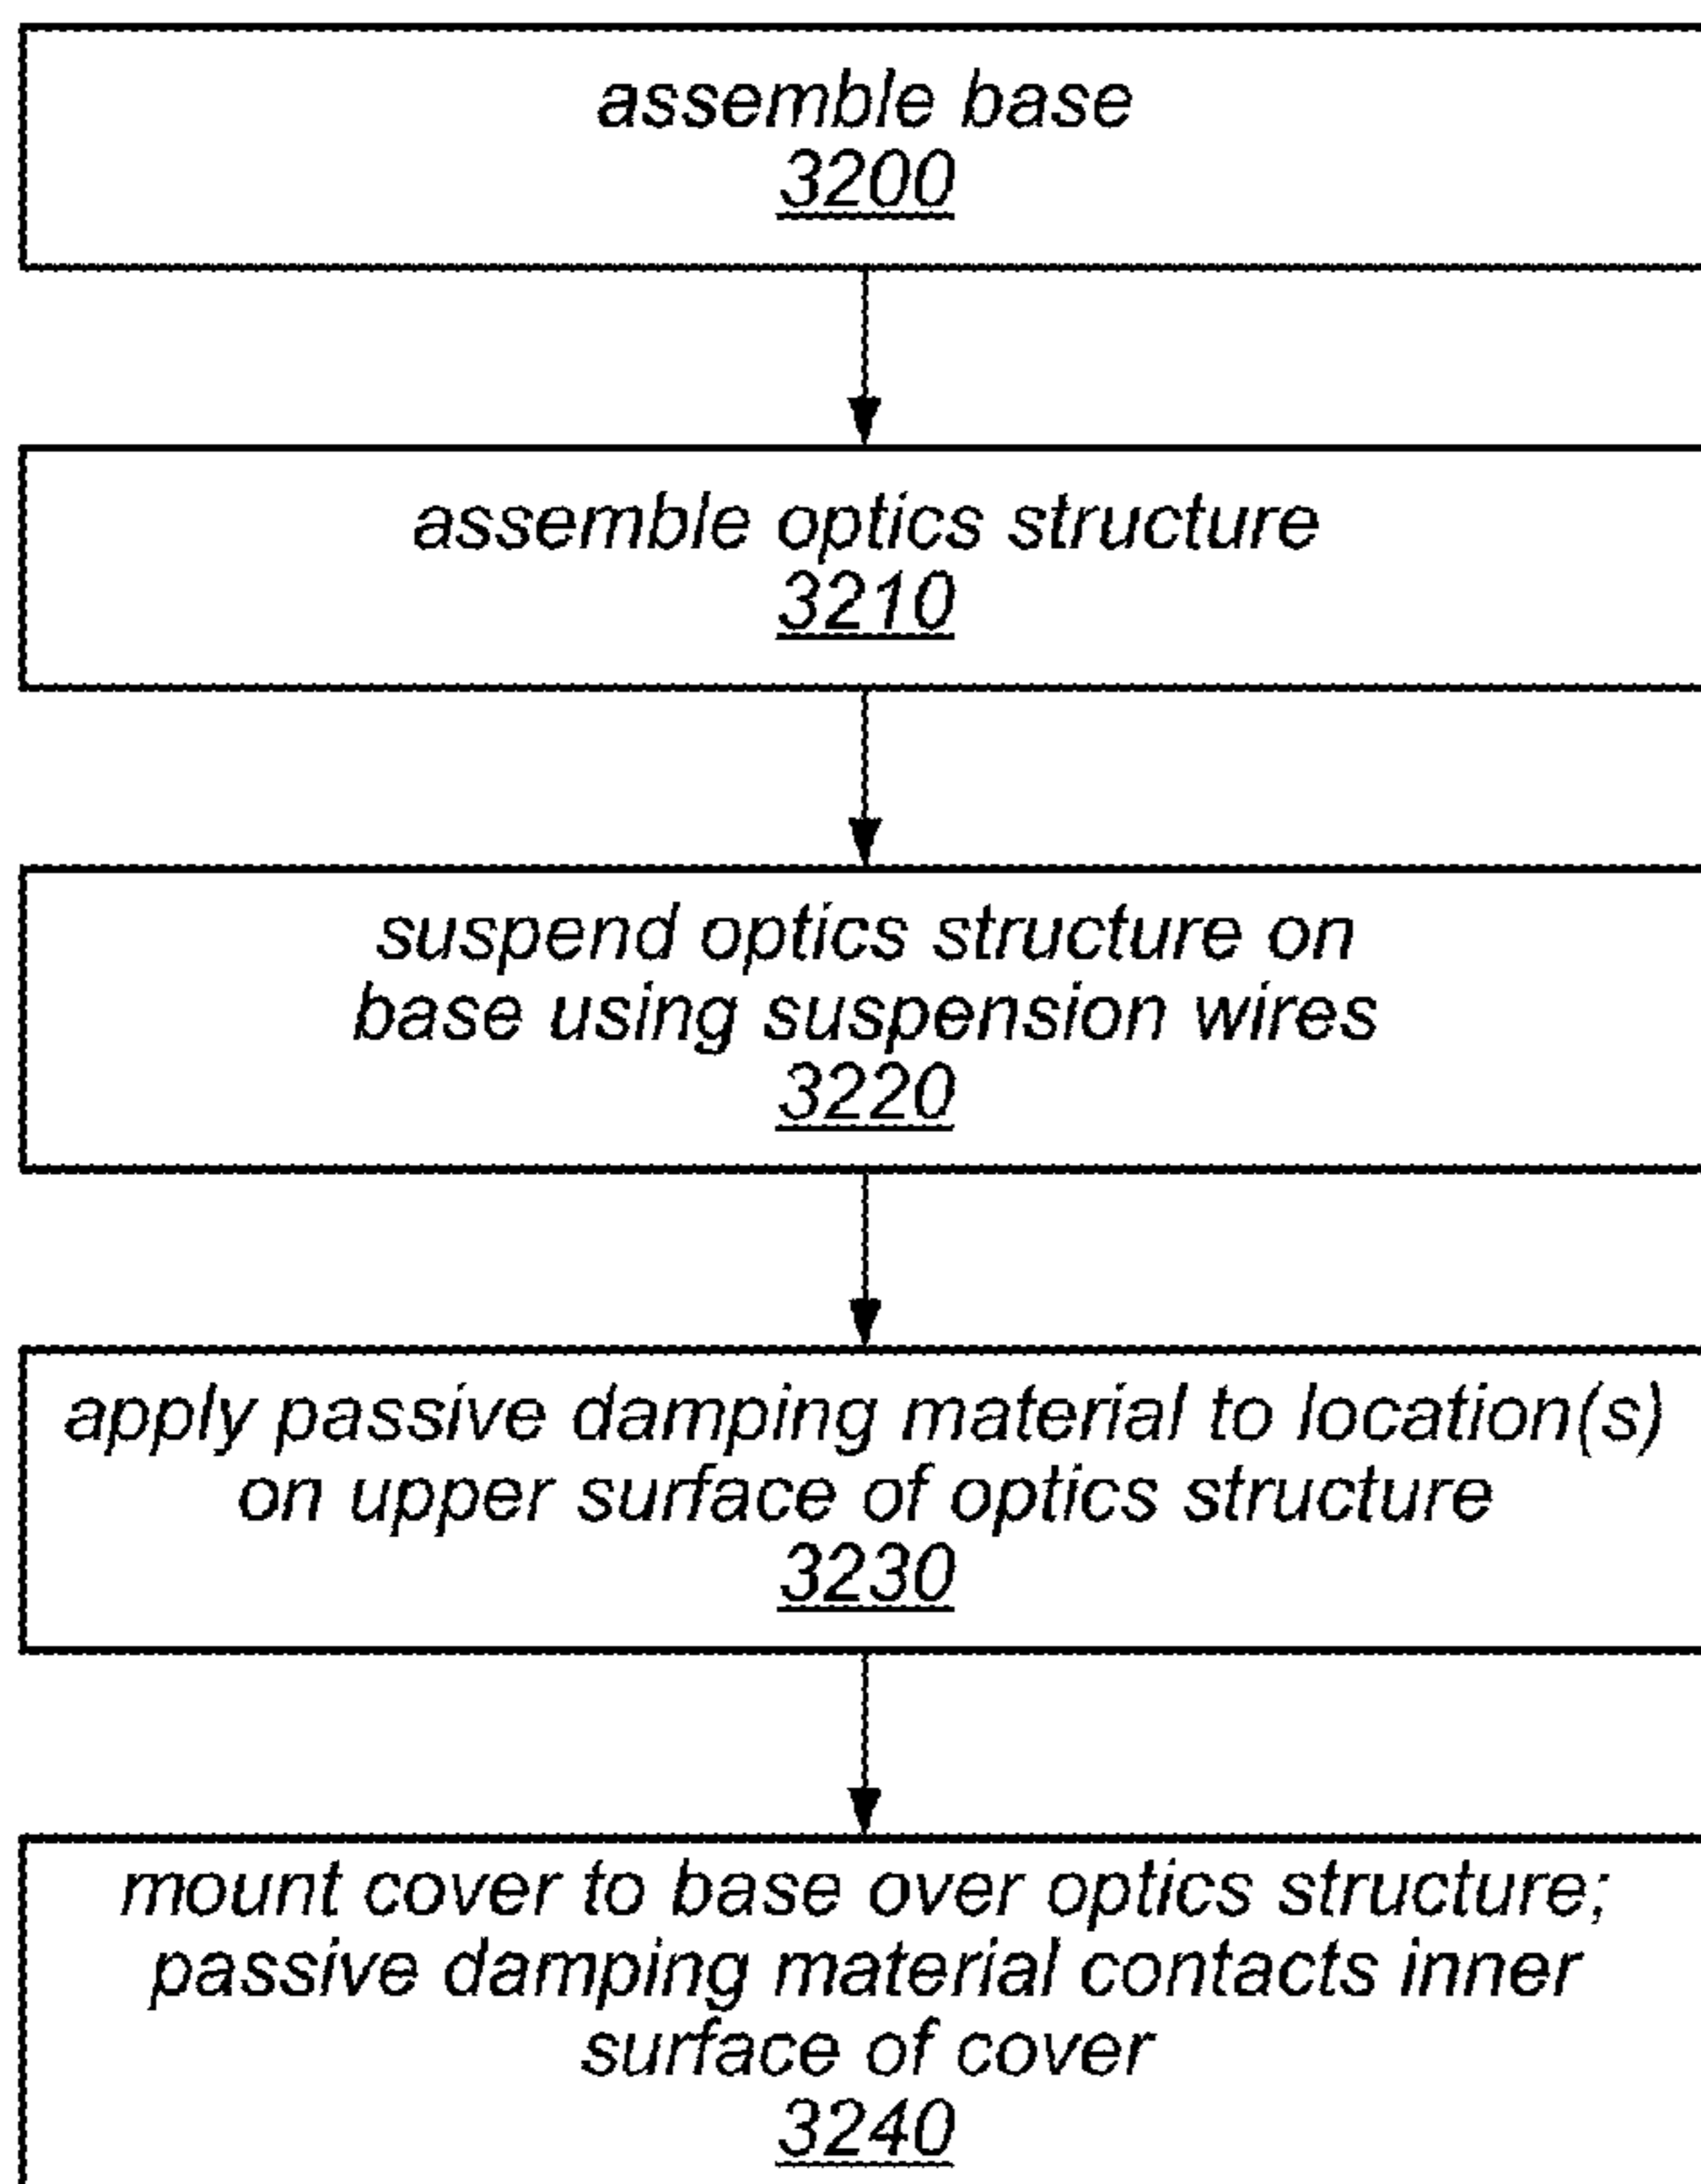 assemble base
3200
assemble optics structure
3210
suspend optics structure on
base using suspension wires
3220
apply passive damping material to location(s)
on upper surface of optics structure
3230
mount cover to base over optics structure;
passive damping material contacts inner
surface of cover
3240